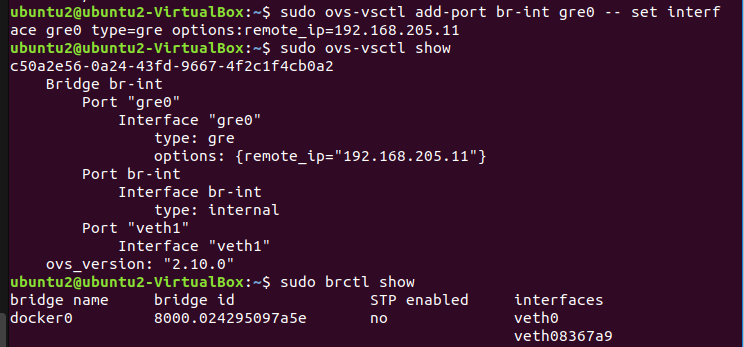 ubuntu2@ubuntu2-VirtualBox:~$ sudo ovs-vsctl add-port br-int gre0 -- set interf
ace gre0 type=gre options:remote_ip=192.168.205.11
ubuntu2@ubuntu2-VirtualBox:~$ sudo ovs-vsctl show
c50a2e56-0a24-43fd-9667-4f2c1f4cb0a2
    Bridge br-int
        Port "gre0"
            Interface "gre0"
                type: gre
                options: {remote_ip="192.168.205.11"}
        Port br-int
            Interface br-int
                type: internal
        Port "veth1"
            Interface "veth1"
    ovs_version: "2.10.0"
ubuntu2@ubuntu2-VirtualBox:~$ sudo brctl show
bridge name     bridge id               STP enabled     interfaces
docker0         8000.024295097a5e       no              veth0
                                                        veth08367a9